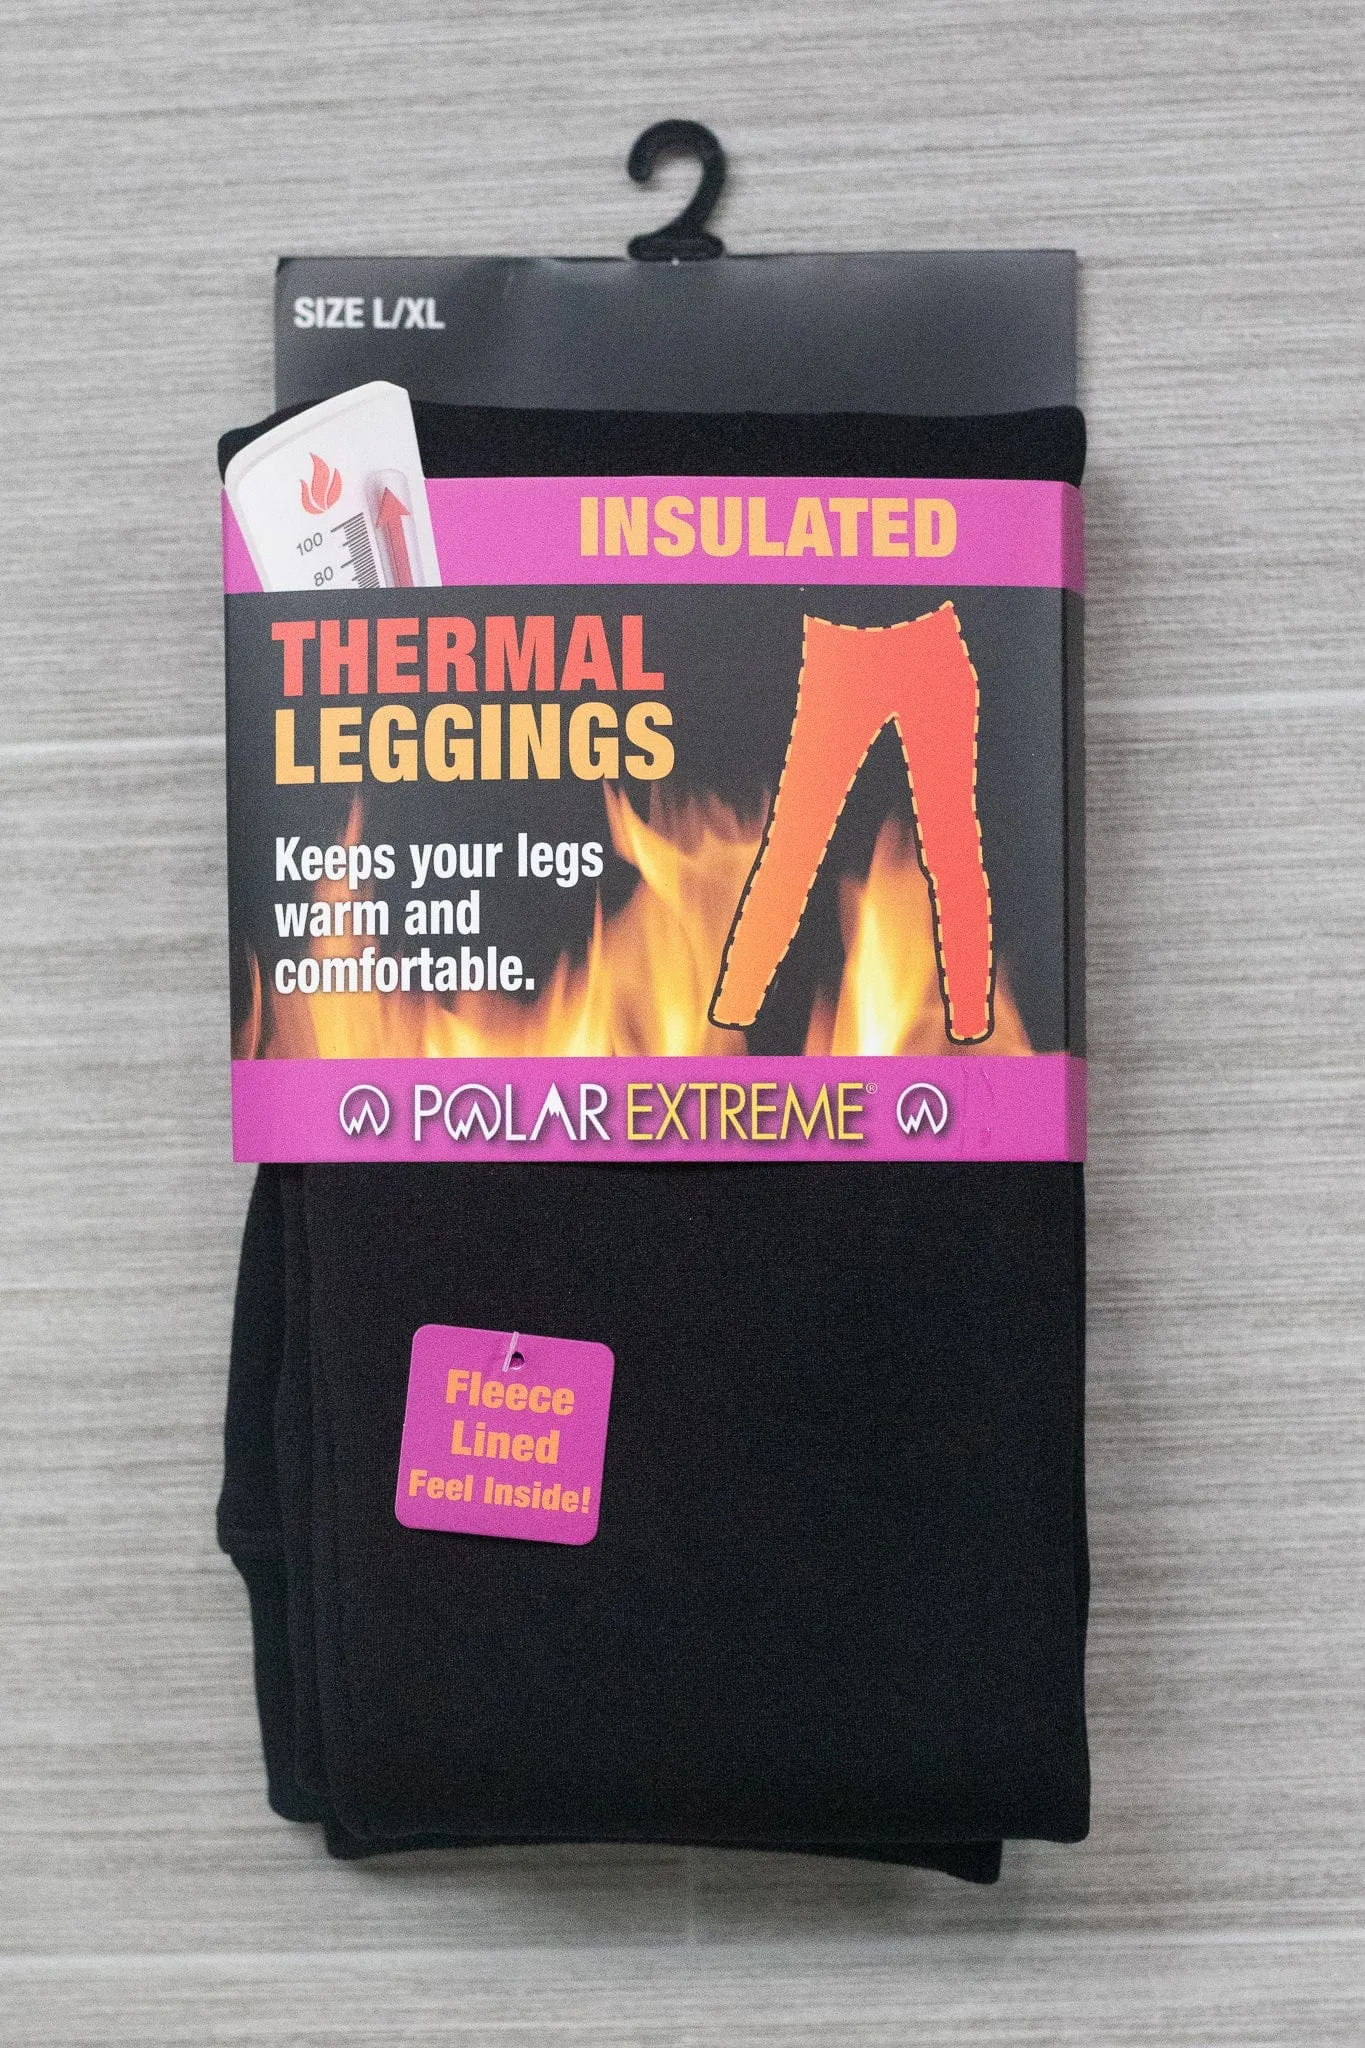 SIZE L/XL
100
80
INSULATED
THERMAL
LEGGINGS
Keeps your legs
warm and
comfortable.
POLAR EXTREME®
Fleece
Lined
Feel Inside!